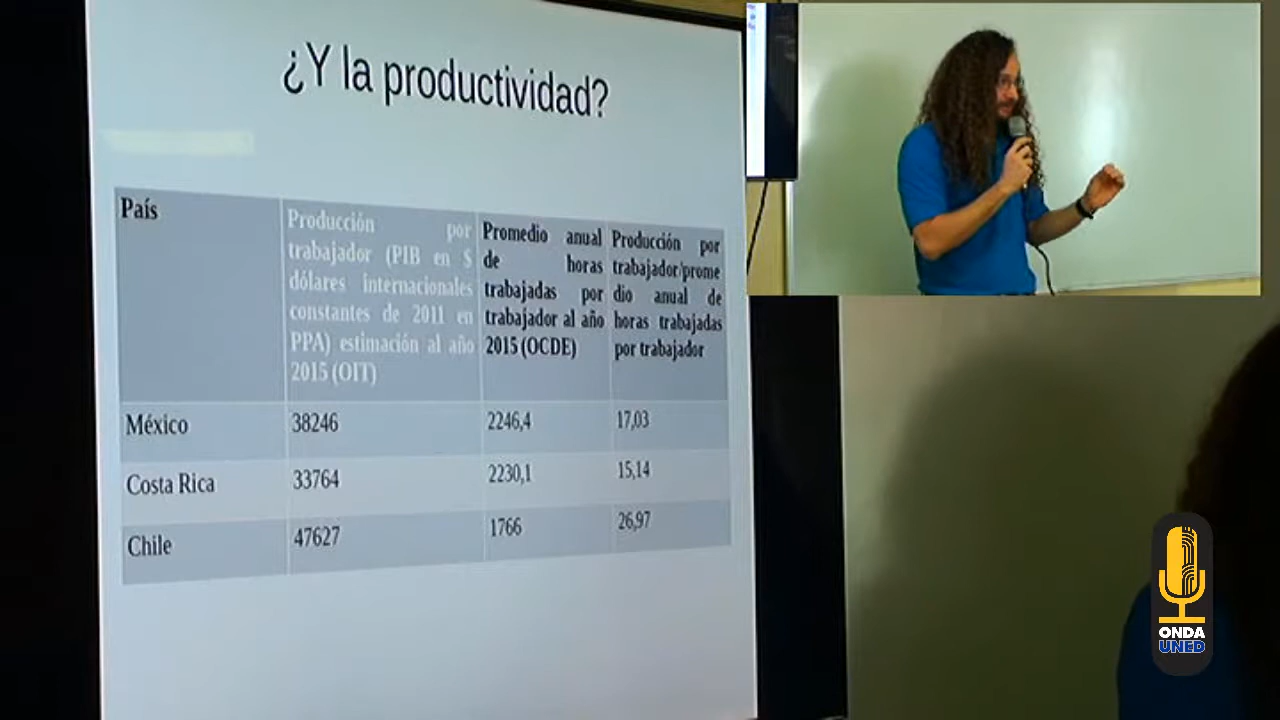 ¿Y la productividad?
País
Producción por
trabajador (PIB en $
dólares internacionales
constantes de 2011 en
PPA) estimación al año
2015 (OIT)
Promedio anual
de horas
trabajadas por
trabajador al año
2015 (OCDE)
Producción por
trabajador/prome
dio anual de
horas trabajadas
por trabajador
México 38246 2246,4 17,03
Costa Rica 33764 2230,1 15,14
Chile 47627 1766 26,97
ONDA
UNED